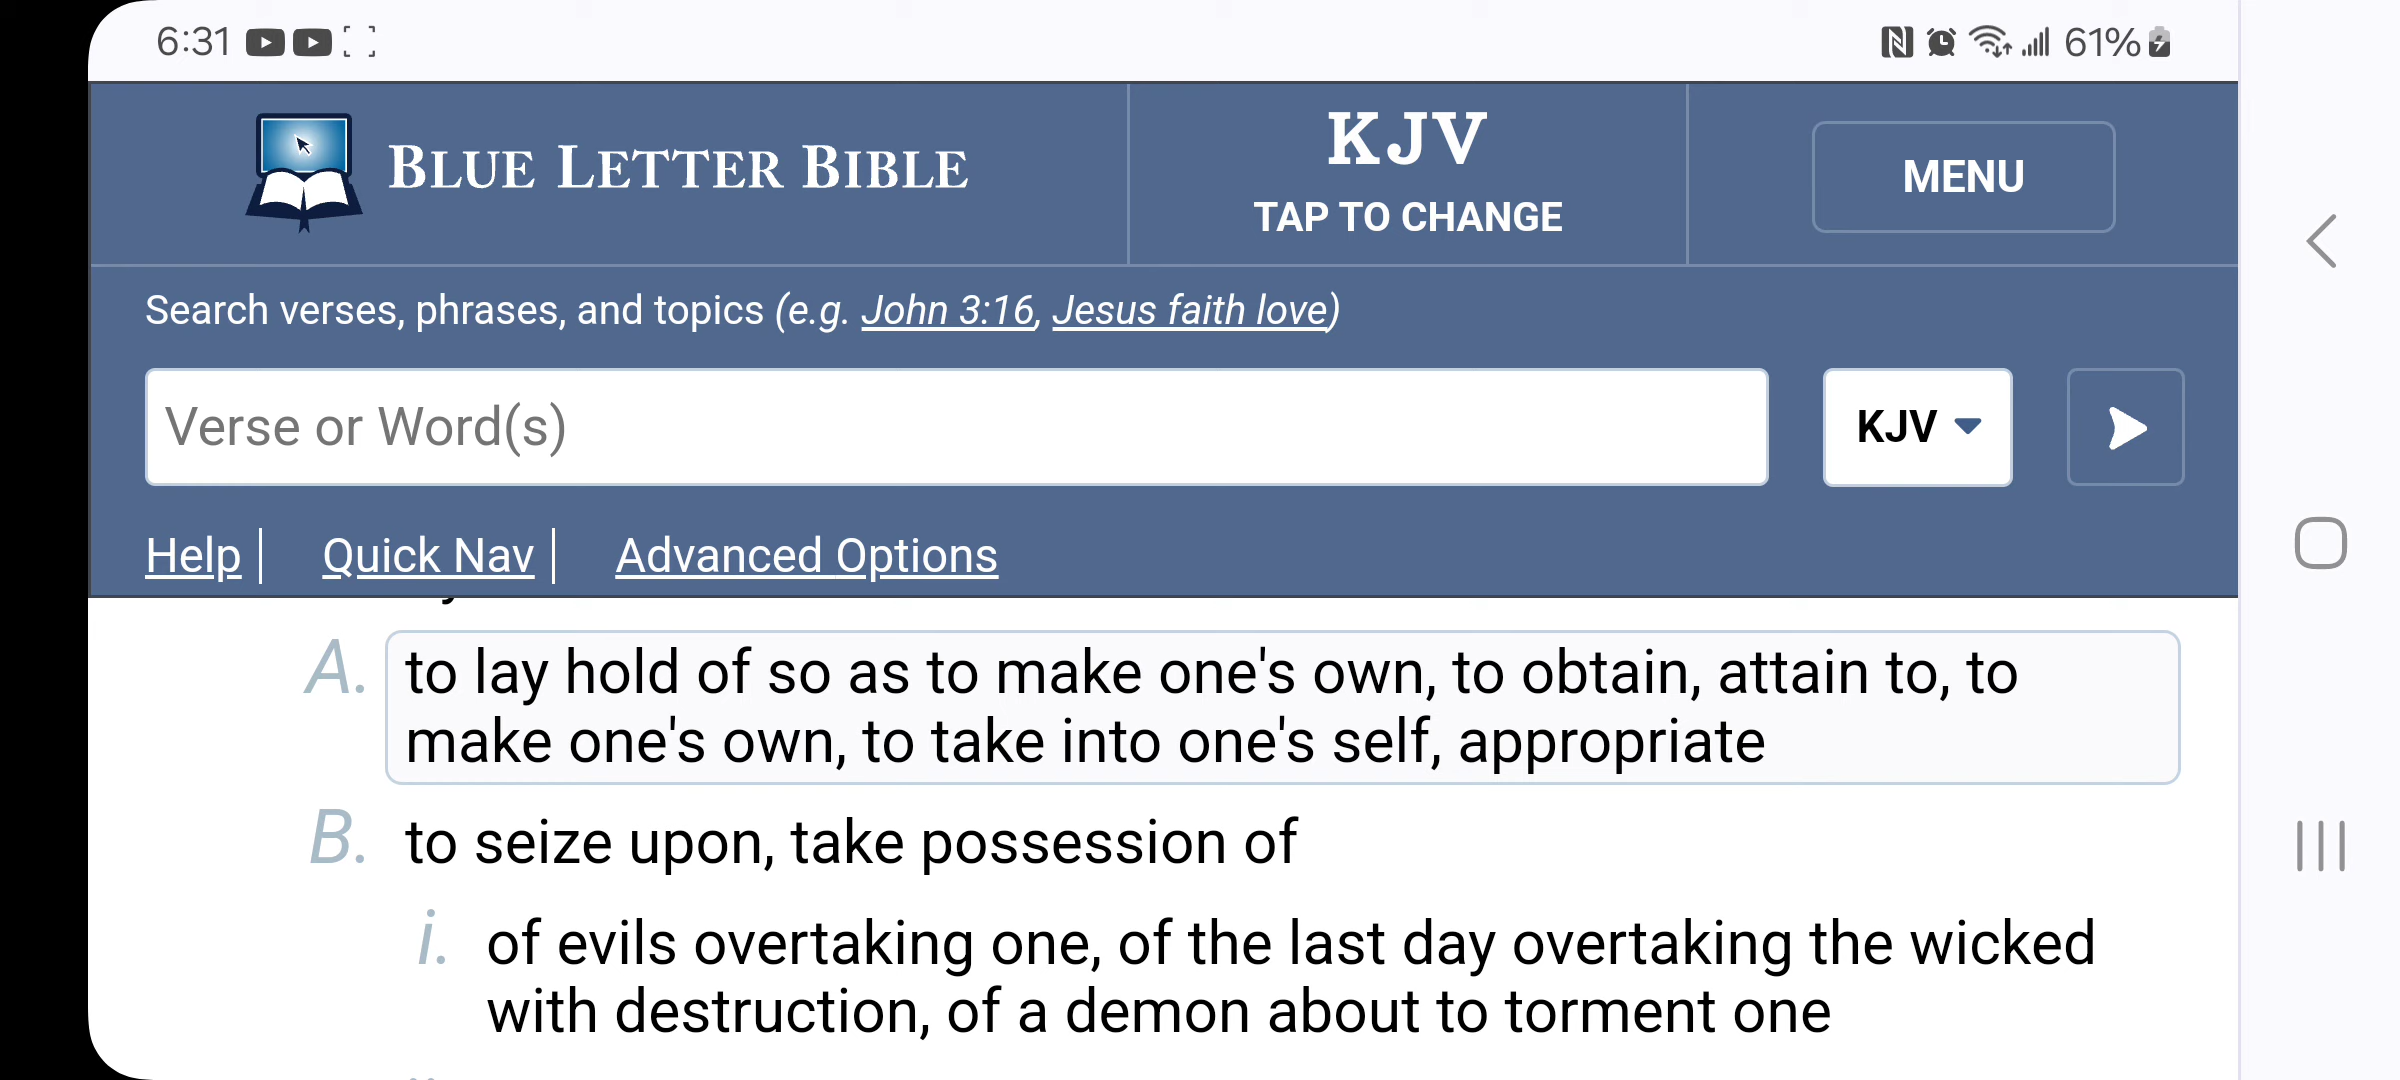 6:31 61%
BLUE LETTER BIBLE
KJV
TAP TO CHANGE
MENU
Search verses, phrases, and topics (e.g. John 3:16, Jesus faith love)
Verse or Word(s)
KJV
Help
Quick Nav
Advanced Options
A. to lay hold of so as to make one's own, to obtain, attain to, to
make one's own, to take into one's self, appropriate
B. to seize upon, take possession of
i. of evils overtaking one, of the last day overtaking the wicked
with destruction, of a demon about to torment one